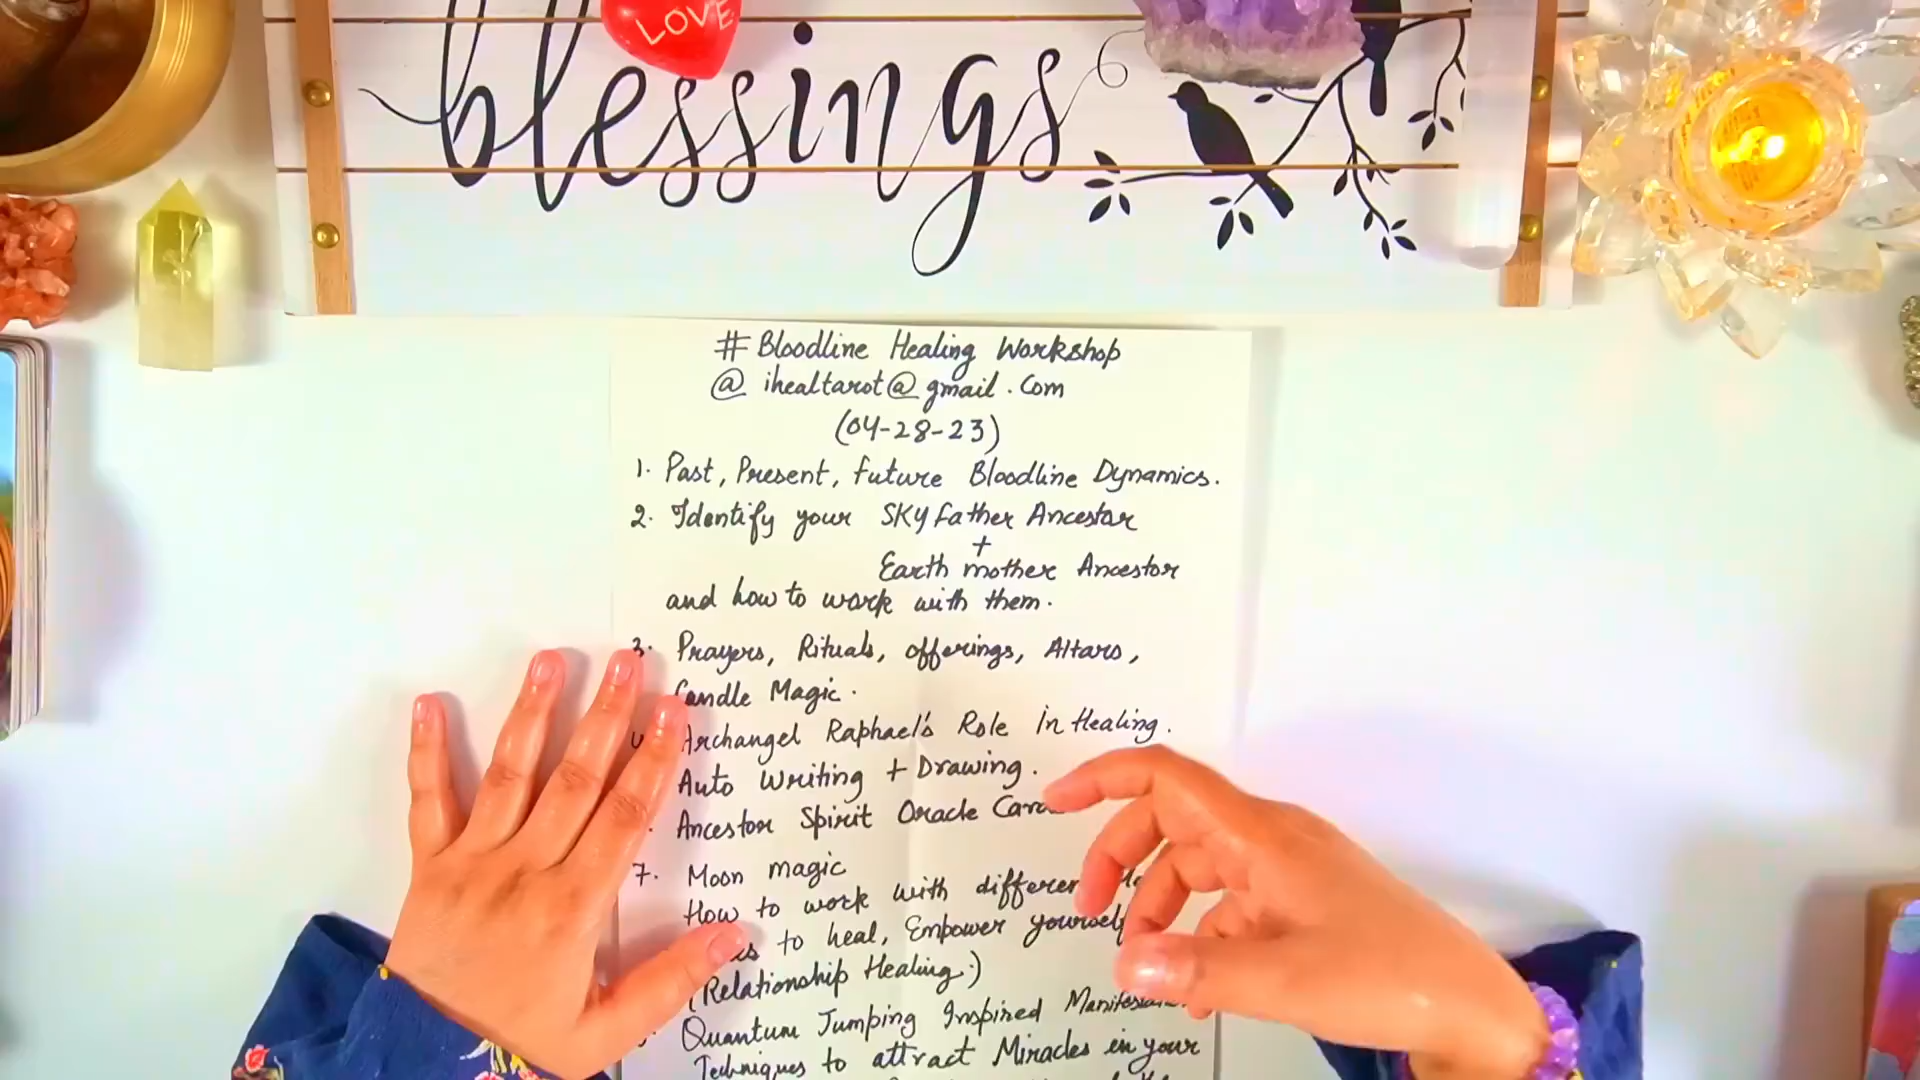 LOVE
blessings
# Bloodline Healing Workshop
@ ihealtarot@gmail.com
(04-28-23)
1. Past, Present, future Bloodline Dynamics.
2. Identify your SKY father Ancestor
+
Earth mother Ancestor
and how to work with them.
3. Prayers, Rituals, offerings, Altars,
Candle Magic.
Archangel Raphael's Role in Healing.
Auto Writing + Drawing.
Ancestor Spirit Oracle
7. Moon magic
How to work with
to heal, Empower
(Relationship Healing.)
Quantum Jumping Inspired
Techniques to attract Miracles in your